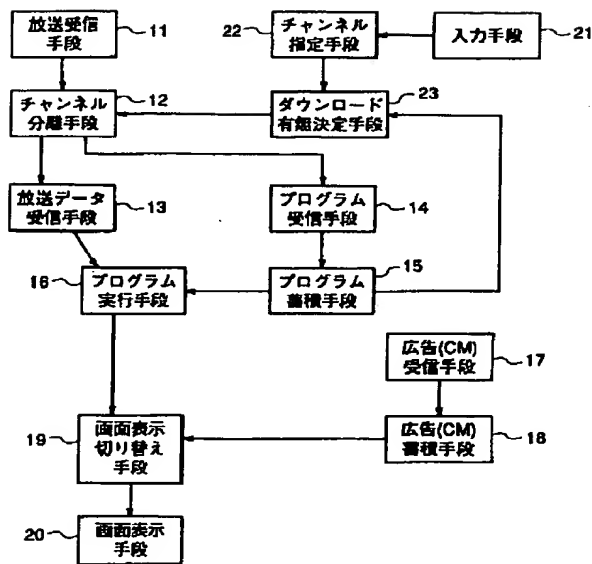 放送受信
手段
11
22
チャンネル
指定手段
入力手段
21
チャンネル
分離手段
12
ダウンロード
有無決定手段
23
放送データ
受信手段
13
プログラム
受信手段
14
16
プログラム
実行手段
プログラム
蓄積手段
15
広告(CM)
受信手段
17
19
画面表示
切り替え
手段
広告(CM)
蓄積手段
18
20
画面表示
手段